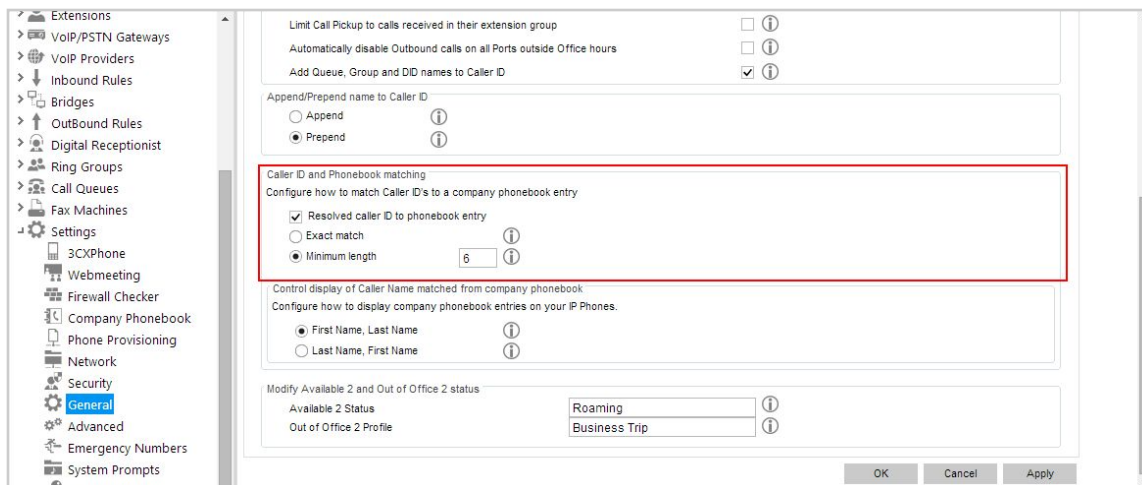 Extensions
VoIP/PSTN Gateways
VoIP Providers
Inbound Rules
Bridges
OutBound Rules
Digital Receptionist
Ring Groups
Call Queues
Fax Machines
Settings
3CXPhone
Webmeeting
Firewall Checker
Company Phonebook
Phone Provisioning
Network
Security
General
Advanced
Emergency Numbers
System Prompts
Limit Call Pickup to calls received in their extension group
Automatically disable Outbound calls on all Ports outside Office hours
Add Queue, Group and DID names to Caller ID
Append/Prepend name to Caller ID
Append
Prepend
Caller ID and Phonebook matching
Configure how to match Caller ID's to a company phonebook entry
Resolved caller ID to phonebook entry
Exact match
Minimum length 6
Control display of Caller Name matched from company phonebook
Configure how to display company phonebook entries on your IP Phones.
First Name, Last Name
Last Name, First Name
Modify Available 2 and Out of Office 2 status
Available 2 Status Roaming
Out of Office 2 Profile Business Trip
OK Cancel Apply